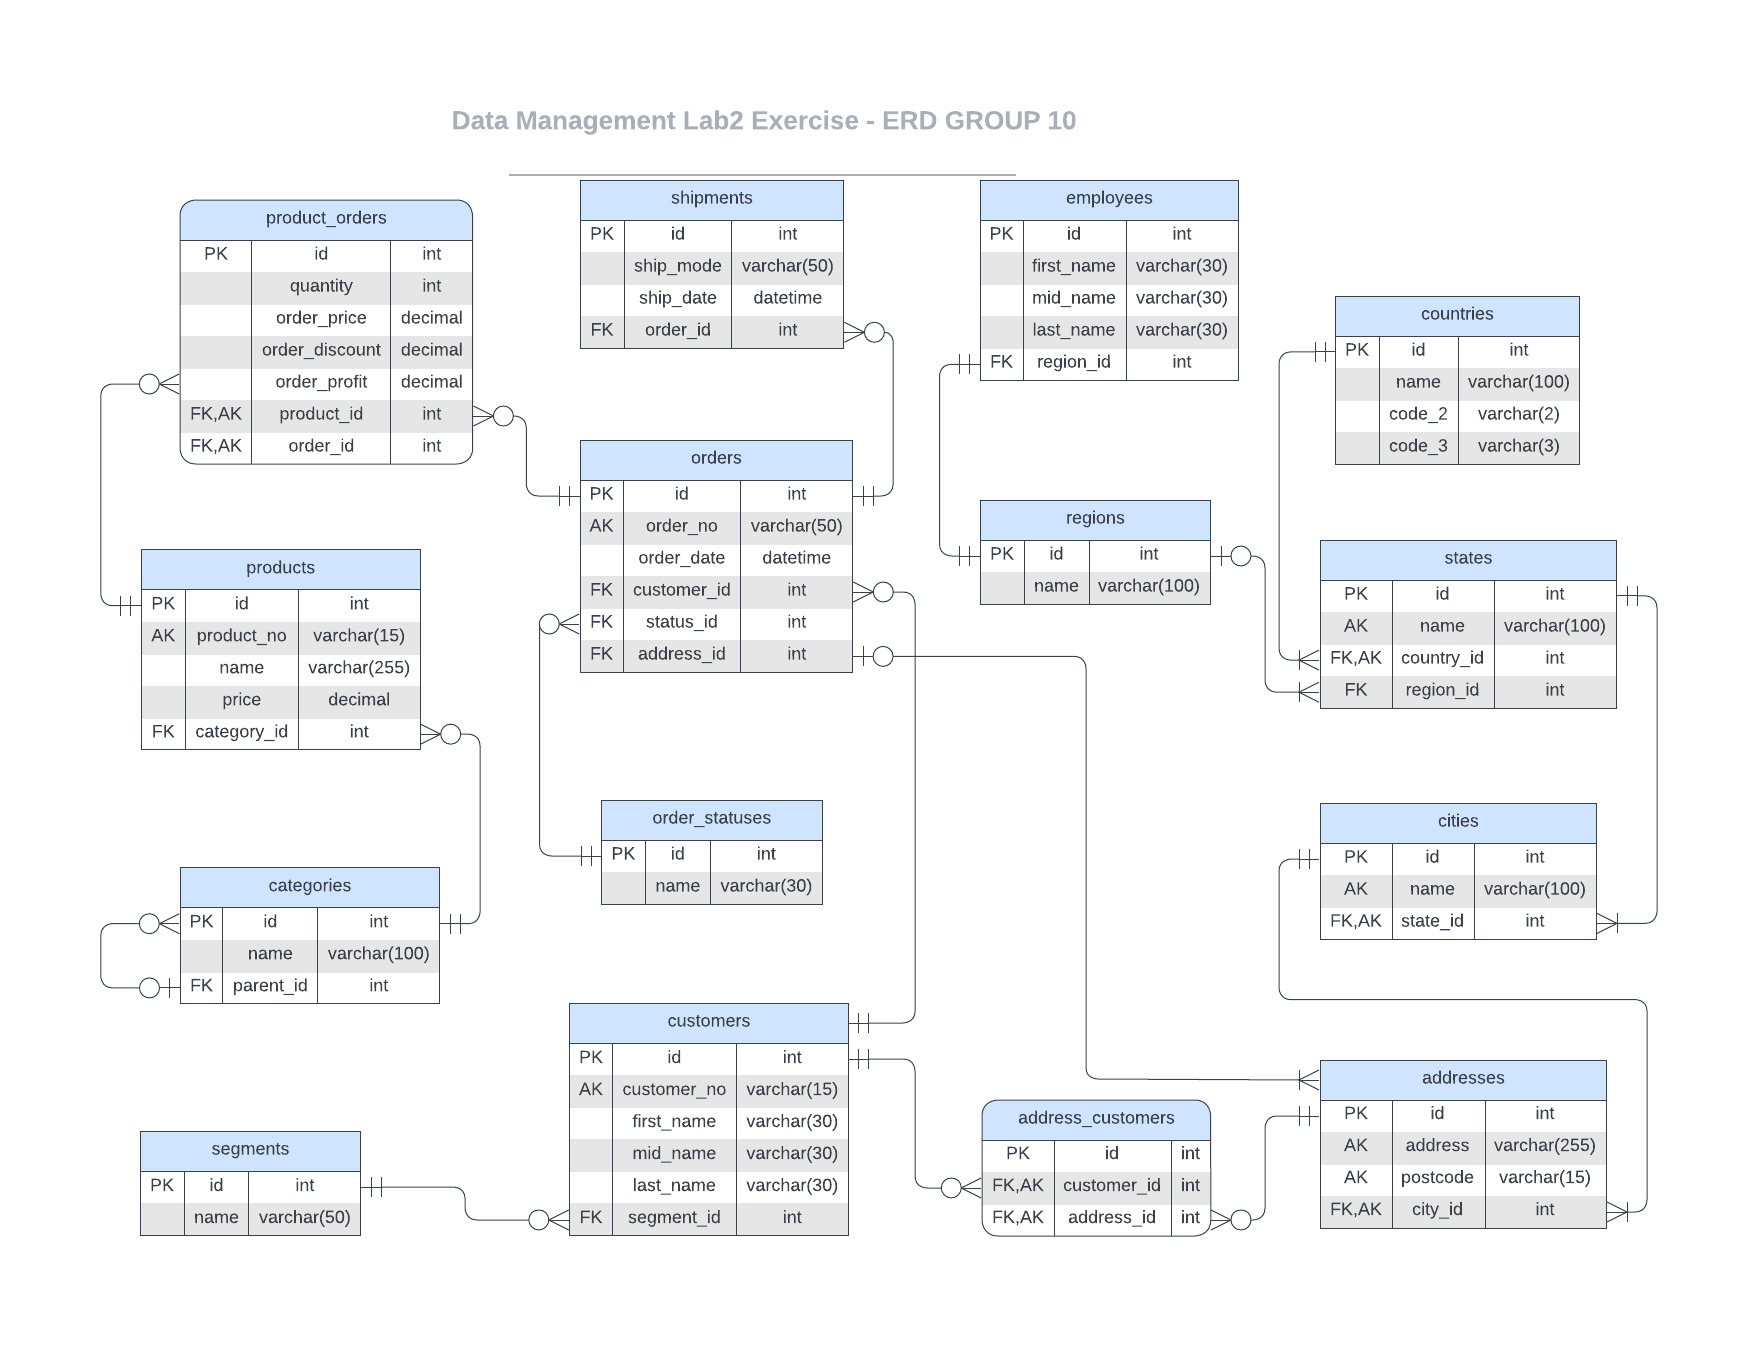 Data Management Lab2 Exercise - ERD GROUP 10
product_orders
PK id int
quantity int
order_price decimal
order_discount decimal
order_profit decimal
FK,AK product_id int
FK,AK order_id int
shipments
PK id int
ship_mode varchar(50)
ship_date datetime
FK order_id int
employees
PK id int
first_name varchar(30)
mid_name varchar(30)
last_name varchar(30)
FK region_id int
countries
PK id int
name varchar(100)
code_2 varchar(2)
code_3 varchar(3)
orders
PK id int
AK order_no varchar(50)
order_date datetime
FK customer_id int
FK status_id int
FK address_id int
regions
PK id int
name varchar(100)
states
PK id int
AK name varchar(100)
FK,AK country_id int
FK region_id int
products
PK id int
AK product_no varchar(15)
name varchar(255)
price decimal
FK category_id int
order_statuses
PK id int
name varchar(30)
cities
PK id int
AK name varchar(100)
FK,AK state_id int
categories
PK id int
name varchar(100)
FK parent_id int
customers
PK id int
AK customer_no varchar(15)
first_name varchar(30)
mid_name varchar(30)
last_name varchar(30)
FK segment_id int
segments
PK id int
name varchar(50)
address_customers
PK id int
FK,AK customer_id int
FK,AK address_id int
addresses
PK id int
AK address varchar(255)
AK postcode varchar(15)
FK,AK city_id int